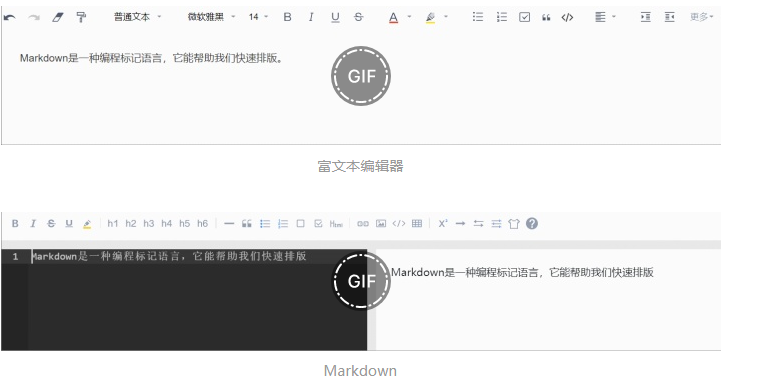 普通文本 微软雅黑 14 B I U S A 更多
Markdown是一种编程标记语言，它能帮助我们快速排版。
GIF
富文本编辑器
B I S U h1 h2 h3 h4 h5 h6 Html X² ?
1 Markdown是一种编程标记语言，它能帮助我们快速排版
GIF
Markdown是一种编程标记语言，它能帮助我们快速排版
Markdown